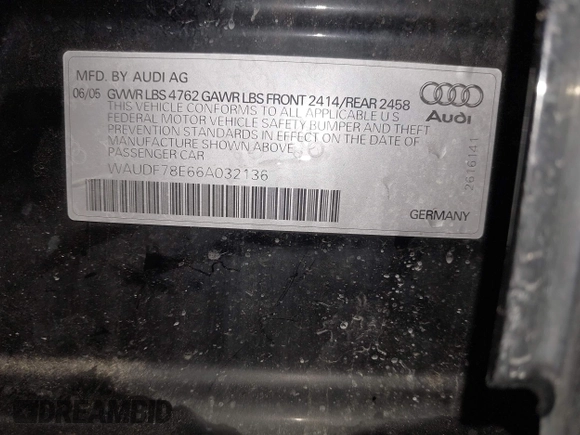 MFD. BY AUDI AG
06/05 GVWR LBS 4762 GAWR LBS FRONT 2414/REAR 2458
THIS VEHICLE CONFORMS TO ALL APPLICABLE U S
FEDERAL MOTOR VEHICLE SAFETY BUMPER AND THEFT
PREVENTION STANDARDS IN EFFECT ON THE DATE OF
MANUFACTURE SHOWN ABOVE.
PASSENGER CAR
WAUDF78E66A032136
Audi
2616141
GERMANY
DREAMBID